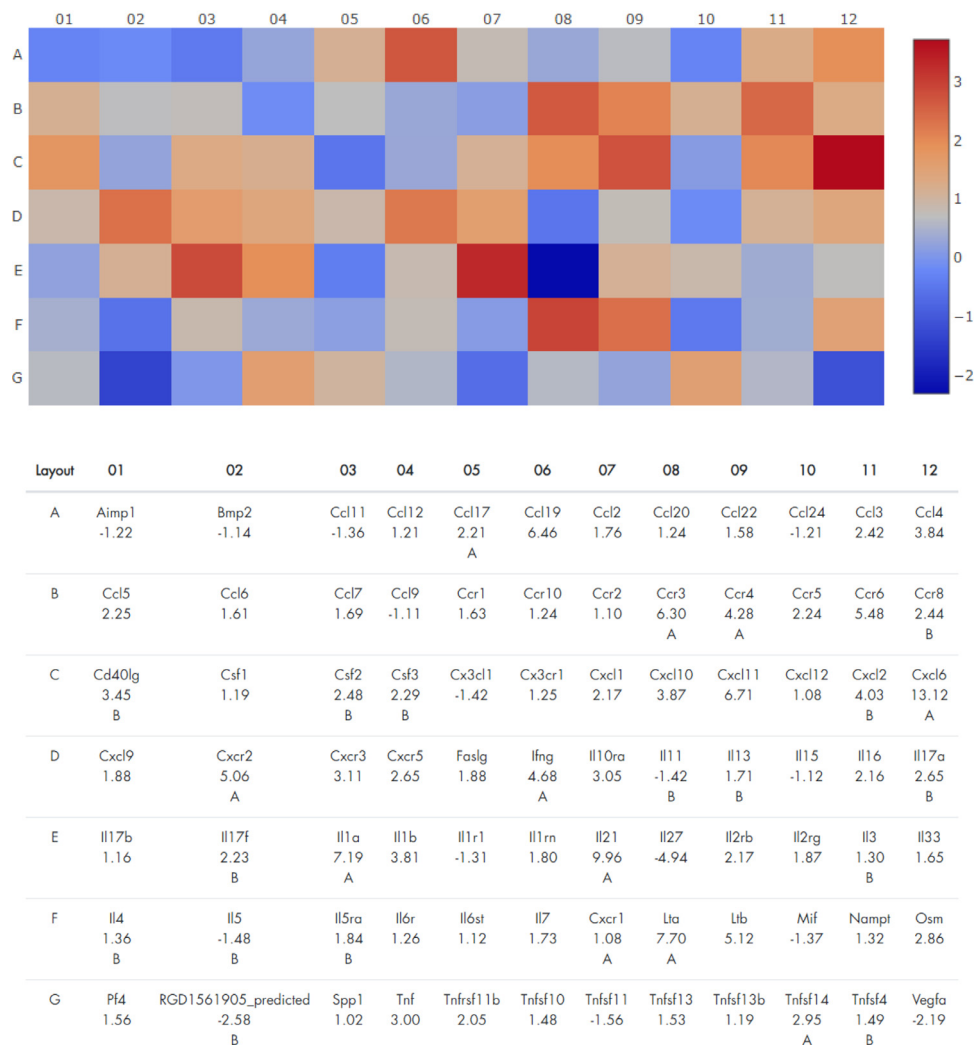 01 02 03 04 05 06 07 08 09 10 11 12
A
B
C
D
E
F
G
3
2
1
0
−1
−2
Layout 01 02 03 04 05 06 07 08 09 10 11 12
A Aimp1 Bmp2 Ccl11 Ccl12 Ccl17 Ccl19 Ccl2 Ccl20 Ccl22 Ccl24 Ccl3 Ccl4
-1.22 -1.14 -1.36 1.21 2.21 6.46 1.76 1.24 1.58 -1.21 2.42 3.84
A
B Ccl5 Ccl6 Ccl7 Ccl9 Ccr1 Ccr10 Ccr2 Ccr3 Ccr4 Ccr5 Ccr6 Ccr8
2.25 1.61 1.69 -1.11 1.63 1.24 1.10 6.30 4.28 2.24 5.48 2.44
A A B
C Cd40lg Csf1 Csf2 Csf3 Cx3cl1 Cx3cr1 Cxcl1 Cxcl10 Cxcl11 Cxcl12 Cxcl2 Cxcl6
3.45 1.19 2.48 2.29 -1.42 1.25 2.17 3.87 6.71 1.08 4.03 13.12
B B B B A
D Cxcl9 Cxcr2 Cxcr3 Cxcr5 Faslg Ifng Il10ra Il11 Il13 Il15 Il16 Il17a
1.88 5.06 3.11 2.65 1.88 4.68 3.05 -1.42 1.71 -1.12 2.16 2.65
A A B B B
E Il17b Il17f Il1a Il1b Il1r1 Il1rn Il21 Il27 Il2rb Il2rg Il3 Il33
1.16 2.23 7.19 3.81 -1.31 1.80 9.96 -4.94 2.17 1.87 1.30 1.65
B A A B
F Il4 Il5 Il5ra Il6r Il6st Il7 Cxcr1 Lta Ltb Mif Nampt Osm
1.36 -1.48 1.84 1.26 1.12 1.73 1.08 7.70 5.12 -1.37 1.32 2.86
B B B A A
G Pf4 RGD1561905_predicted Spp1 Tnf Tnfrsf11b Tnfsf10 Tnfsf11 Tnfsf13 Tnfsf13b Tnfsf14 Tnfsf4 Vegfa
1.56 -2.58 1.02 3.00 2.05 1.48 -1.56 1.53 1.19 2.95 1.49 -2.19
B A B